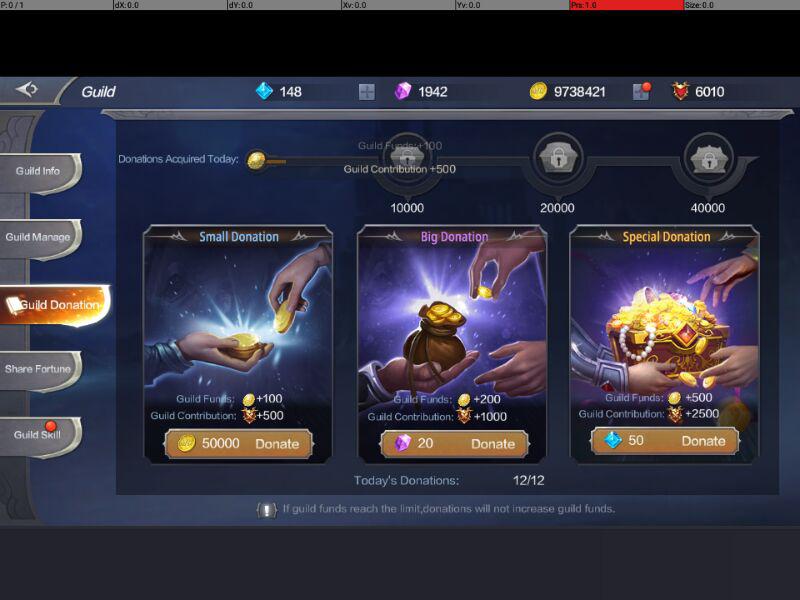 P: 0 / 1 dX: 0.0 dY: 0.0 Xv: 0.0 Yv: 0.0 Prs: 1.0 Size: 0.0
Guild 148 1942 9738421 6010
Guild Info
Guild Manage
Guild Donation
Share Fortune
Guild Skill
Guild Funds:+100
Donations Acquired Today:
Guild Contribution +500
10000 20000 40000
Small Donation
Guild Funds: +100
Guild Contribution: +500
50000 Donate
Big Donation
Guild Funds: +200
Guild Contribution: +1000
20 Donate
Special Donation
Guild Funds: +500
Guild Contribution: +2500
50 Donate
Today's Donations: 12/12
If guild funds reach the limit,donations will not increase guild funds.